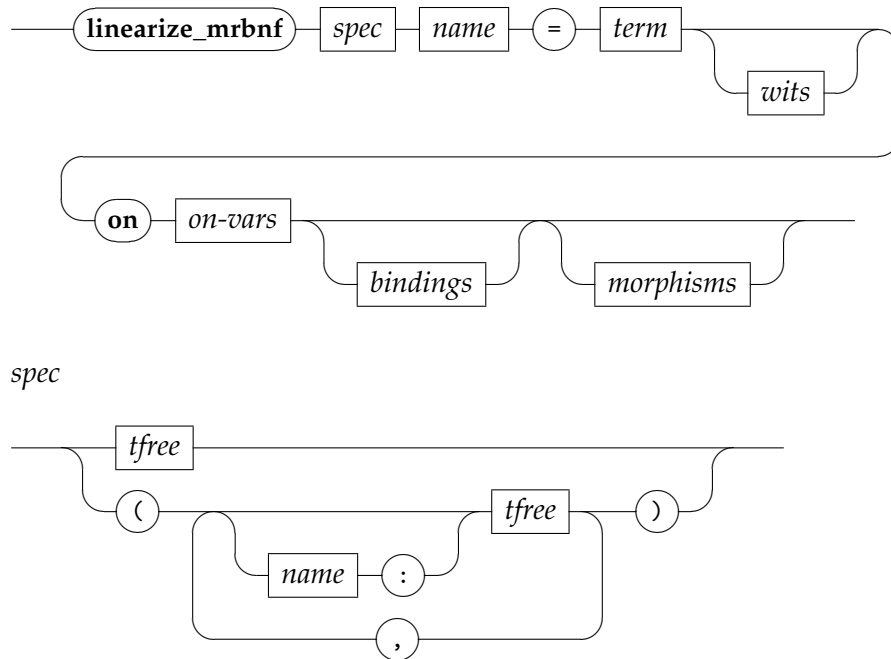 linearize_mrbnf spec name = term
wits
on on-vars
bindings morphisms
spec
tfree
( tfree )
name :
,